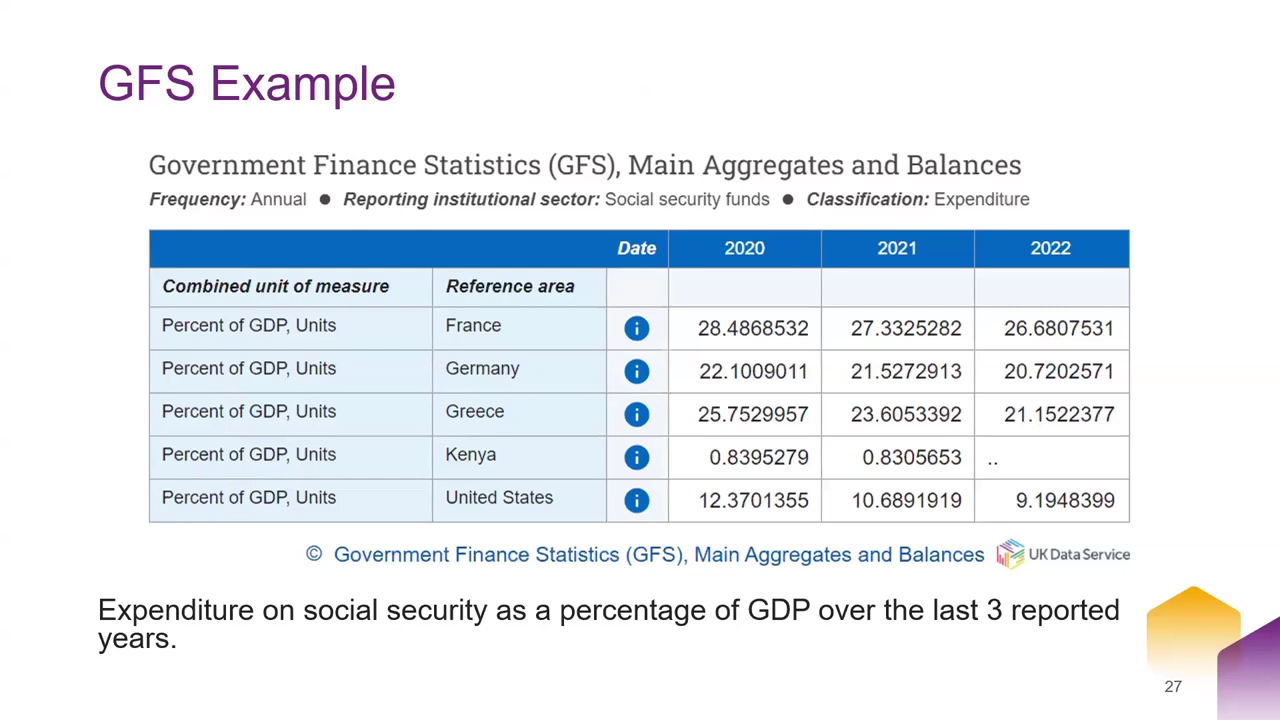 GFS Example
Government Finance Statistics (GFS), Main Aggregates and Balances
Frequency: Annual ● Reporting institutional sector: Social security funds ● Classification: Expenditure
Date 2020 2021 2022
Combined unit of measure Reference area
Percent of GDP, Units France i 28.4868532 27.3325282 26.6807531
Percent of GDP, Units Germany i 22.1009011 21.5272913 20.7202571
Percent of GDP, Units Greece i 25.7529957 23.6053392 21.1522377
Percent of GDP, Units Kenya i 0.8395279 0.8305653 ..
Percent of GDP, Units United States i 12.3701355 10.6891919 9.1948399
© Government Finance Statistics (GFS), Main Aggregates and Balances UK Data Service
Expenditure on social security as a percentage of GDP over the last 3 reported
years.
27